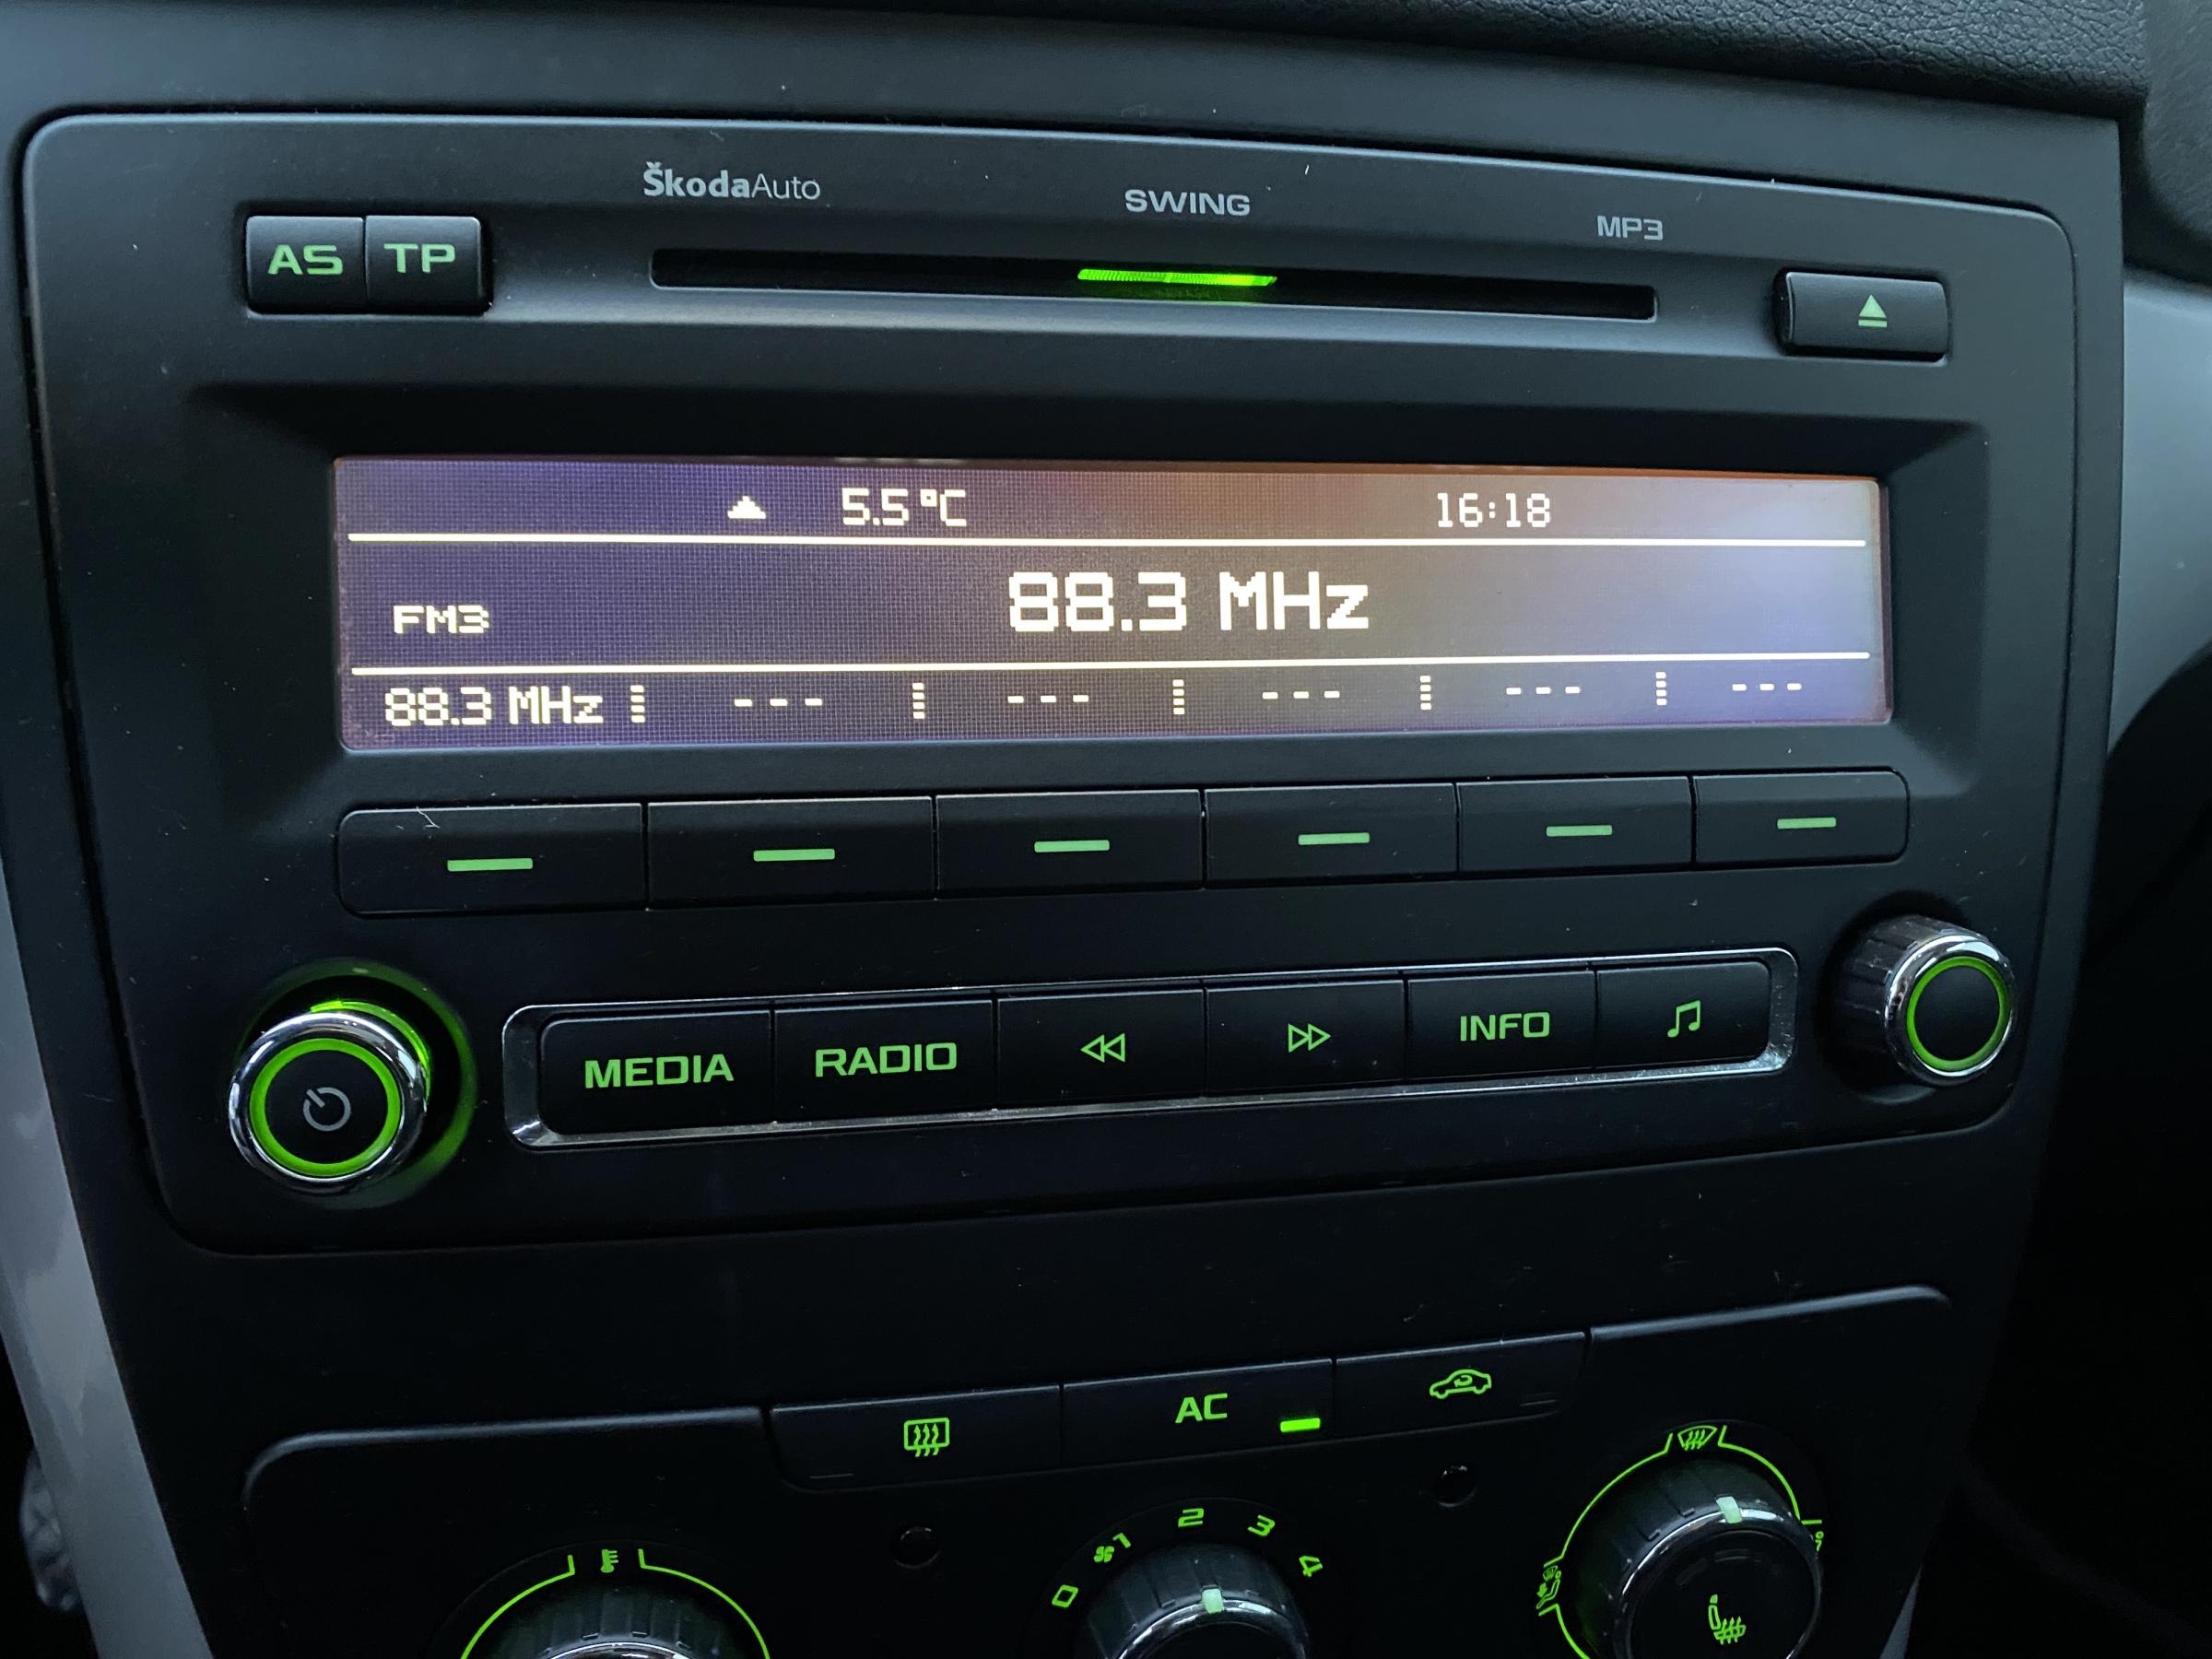 ŠkodaAuto
SWING
MP3
AS TP
5.5°C 16:18
FM3 88.3 MHz
88.3 MHz --- --- --- --- ---
MEDIA RADIO INFO
AC
0 1 2 3 4